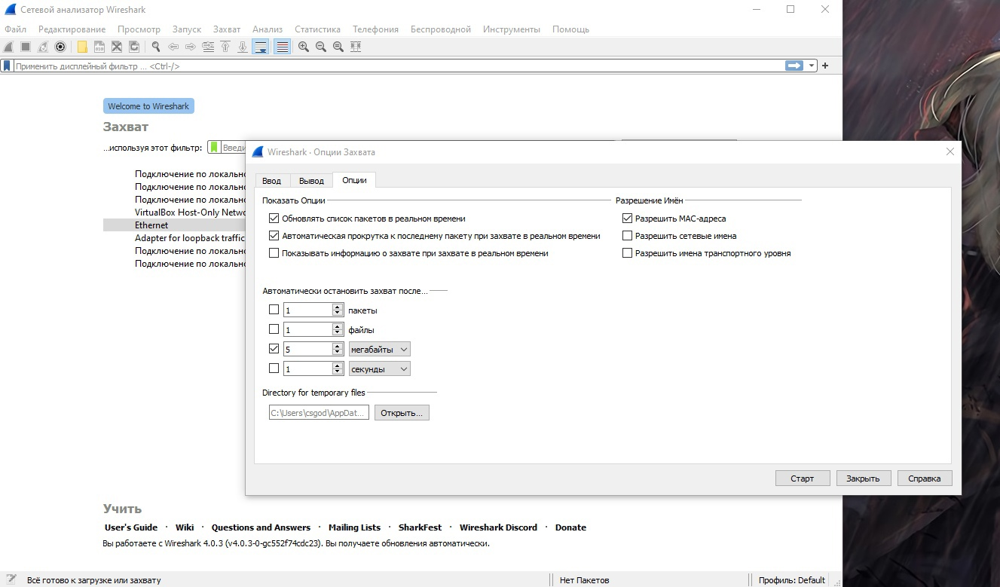 Сетевой анализатор Wireshark
Файл Редактирование Просмотр Запуск Захват Анализ Статистика Телефония Беспроводной Инструменты Помощь
Применить дисплейный фильтр ... <Ctrl-/>
Welcome to Wireshark
Захват
...используя этот фильтр: Введи
Подключение по локально
Подключение по локально
Подключение по локально
VirtualBox Host-Only Netwo
Ethernet
Adapter for loopback traffic
Подключение по локально
Подключение по локально
Wireshark · Опции Захвата
Ввод Вывод Опции
Показать Опции
Обновлять список пакетов в реальном времени
Автоматическая прокрутка к последнему пакету при захвате в реальном времени
Показывать информацию о захвате при захвате в реальном времени
Разрешение Имён
Разрешить MAC-адреса
Разрешить сетевые имена
Разрешить имена транспортного уровня
Автоматически остановить захват после...
1 пакеты
1 файлы
5 мегабайты
1 секунды
Directory for temporary files
C:\Users\csgod\AppDat... Открыть...
Старт Закрыть Справка
Учить
User's Guide · Wiki · Questions and Answers · Mailing Lists · SharkFest · Wireshark Discord · Donate
Вы работаете с Wireshark 4.0.3 (v4.0.3-0-gc552f74cdc23). Вы получаете обновления автоматически.
Всё готово к загрузке или захвату Нет Пакетов Профиль: Default